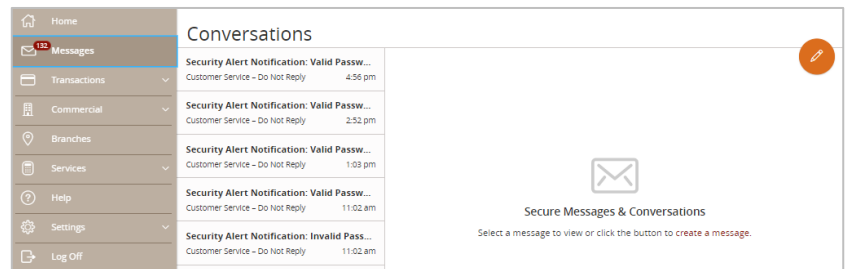 Home
132
Messages
Transactions
Commercial
Branches
Services
Help
Settings
Log Off
Conversations
Security Alert Notification: Valid Passw...
Customer Service – Do Not Reply 4:56 pm
Security Alert Notification: Valid Passw...
Customer Service – Do Not Reply 2:52 pm
Security Alert Notification: Valid Passw...
Customer Service – Do Not Reply 1:03 pm
Security Alert Notification: Valid Passw...
Customer Service – Do Not Reply 11:02 am
Security Alert Notification: Invalid Pass...
Customer Service – Do Not Reply 11:02 am
Secure Messages & Conversations
Select a message to view or click the button to create a message.